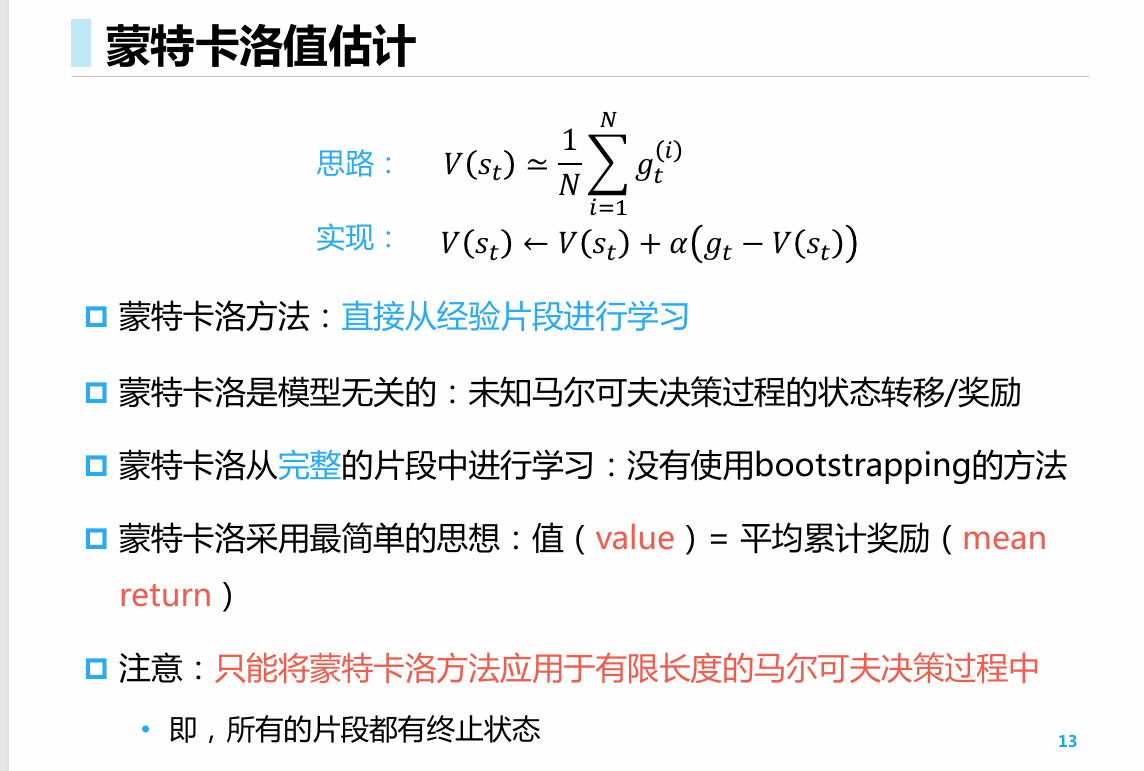 蒙特卡洛值估计
思路： V(s_t) ≃ \frac{1}{N} \sum_{i=1}^{N} g_t^{(i)}
实现： V(s_t) ← V(s_t) + α(g_t − V(s_t))
蒙特卡洛方法：直接从经验片段进行学习
蒙特卡洛是模型无关的：未知马尔可夫决策过程的状态转移/奖励
蒙特卡洛从完整的片段中进行学习：没有使用bootstrapping的方法
蒙特卡洛采用最简单的思想：值（value）= 平均累计奖励（mean
return）
注意：只能将蒙特卡洛方法应用于有限长度的马尔可夫决策过程中
• 即，所有的片段都有终止状态
13